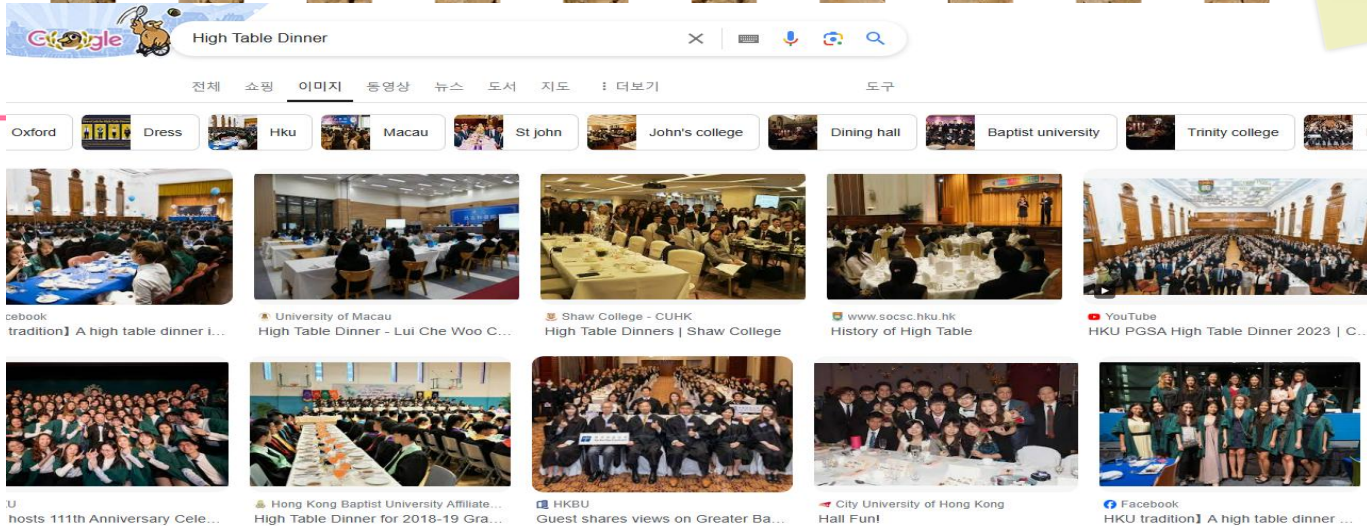 Google
High Table Dinner
전체 쇼핑 이미지 동영상 뉴스 도서 지도 ⋮ 더보기 도구
Oxford Dress Hku Macau St john John's college Dining hall Baptist university Trinity college
cebook
University of Macau
Shaw College - CUHK
www.socsc.hku.hk
YouTube
tradition】A high table dinner i...
High Table Dinner - Lui Che Woo C...
High Table Dinners | Shaw College
History of High Table
HKU PGSA High Table Dinner 2023 | C...
U
Hong Kong Baptist University Affiliate...
HKBU
City University of Hong Kong
Facebook
hosts 111th Anniversary Cele...
High Table Dinner for 2018-19 Gra...
Guest shares views on Greater Ba...
Hall Fun!
HKU tradition】A high table dinner ...